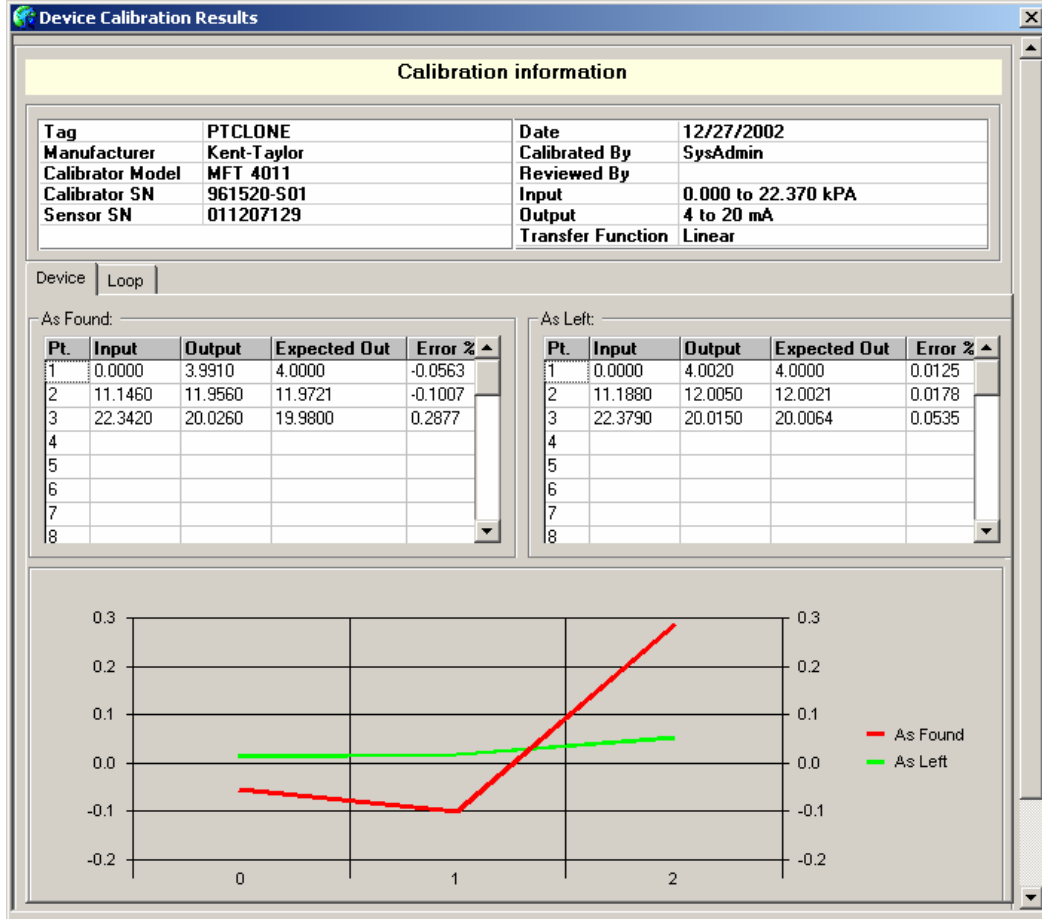 Device Calibration Results
Calibration information
Tag PTCLONE
Manufacturer Kent-Taylor
Calibrator Model MFT 4011
Calibrator SN 961520-S01
Sensor SN 011207129
Date 12/27/2002
Calibrated By SysAdmin
Reviewed By
Input 0.000 to 22.370 kPA
Output 4 to 20 mA
Transfer Function Linear
Device Loop
As Found:
Pt. Input Output Expected Out Error %
1 0.0000 3.9910 4.0000 -0.0563
2 11.1460 11.9560 11.9721 -0.1007
3 22.3420 20.0260 19.9800 0.2877
4
5
6
7
8
As Left:
Pt. Input Output Expected Out Error %
1 0.0000 4.0020 4.0000 0.0125
2 11.1880 12.0050 12.0021 0.0178
3 22.3790 20.0150 20.0064 0.0535
4
5
6
7
8
0.3 0.3
0.2 0.2
0.1 0.1
As Found
0.0 0.0
As Left
-0.1 -0.1
-0.2 -0.2
0 1 2